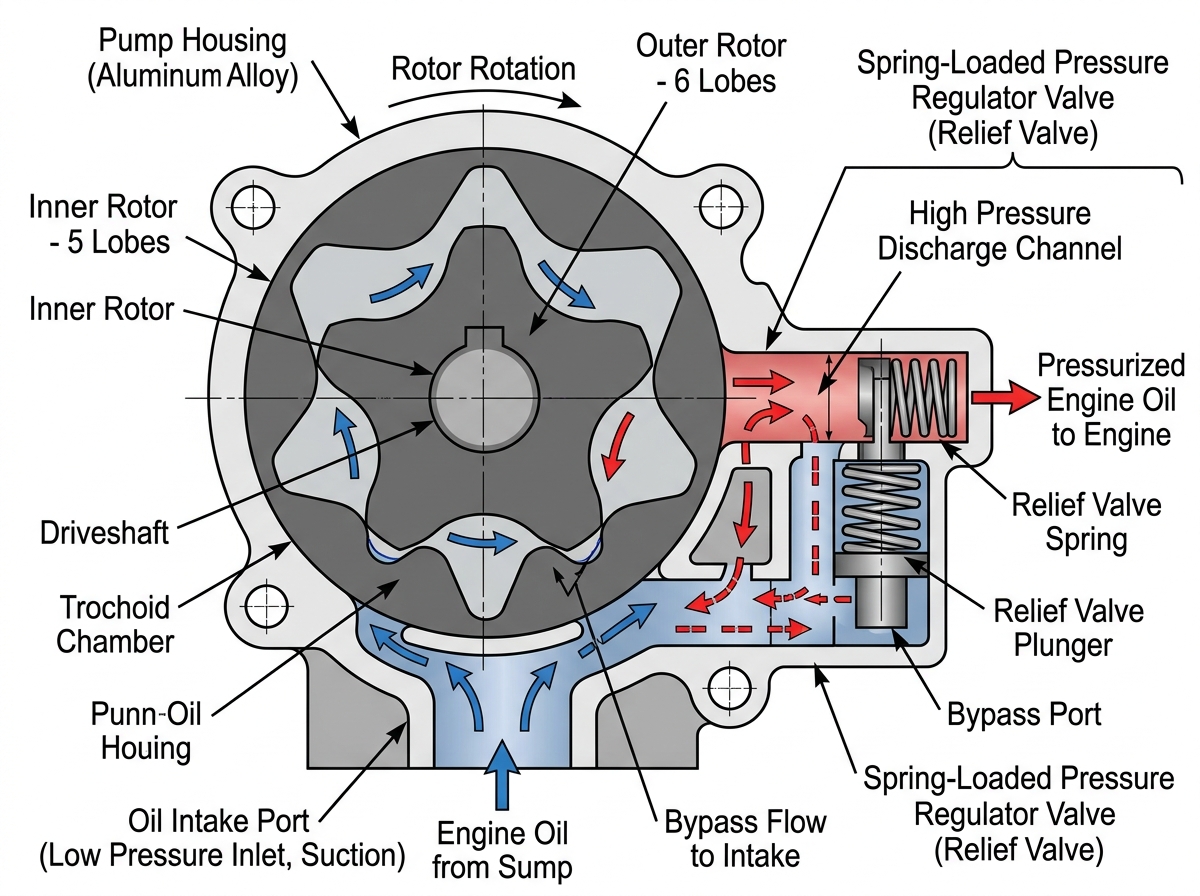 Pump Housing
(Aluminum Alloy)
Rotor Rotation
Outer Rotor
- 6 Lobes
Spring-Loaded Pressure
Regulator Valve
(Relief Valve)
Inner Rotor
- 5 Lobes
High Pressure
Discharge Channel
Inner Rotor
Pressurized
Engine Oil
to Engine
Driveshaft
Relief Valve
Spring
Trochoid
Chamber
Relief Valve
Plunger
Punn-Oil
Houing
Bypass Port
Oil Intake Port
(Low Pressure Inlet, Suction)
Engine Oil
from Sump
Bypass Flow
to Intake
Spring-Loaded Pressure
Regulator Valve
(Relief Valve)